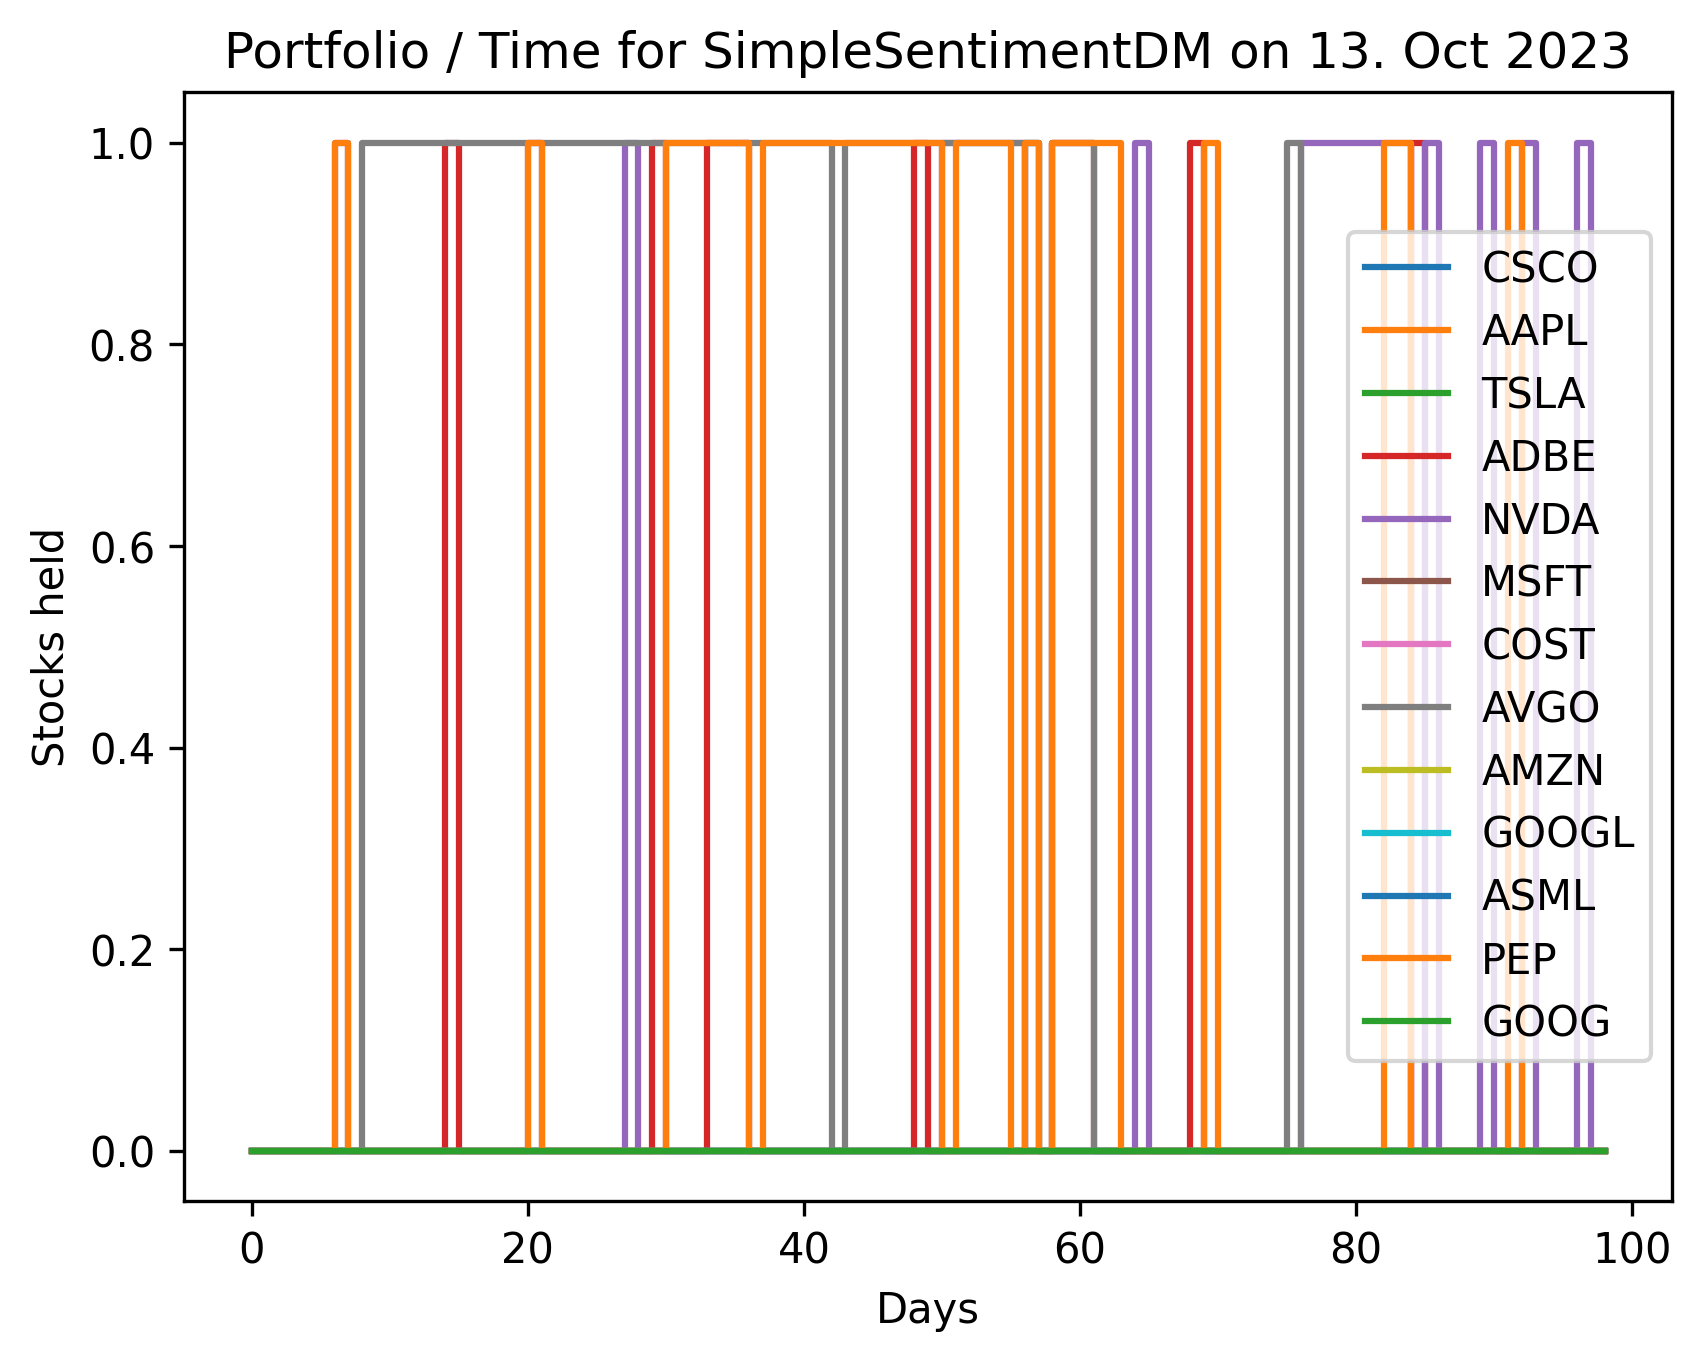 Portfolio / Time for SimpleSentimentDM on 13. Oct 2023
1.0
0.8
0.6
0.4
0.2
0.0
Stocks held
CSCO
AAPL
TSLA
ADBE
NVDA
MSFT
COST
AVGO
AMZN
GOOGL
ASML
PEP
GOOG
0 20 40 60 80 100
Days